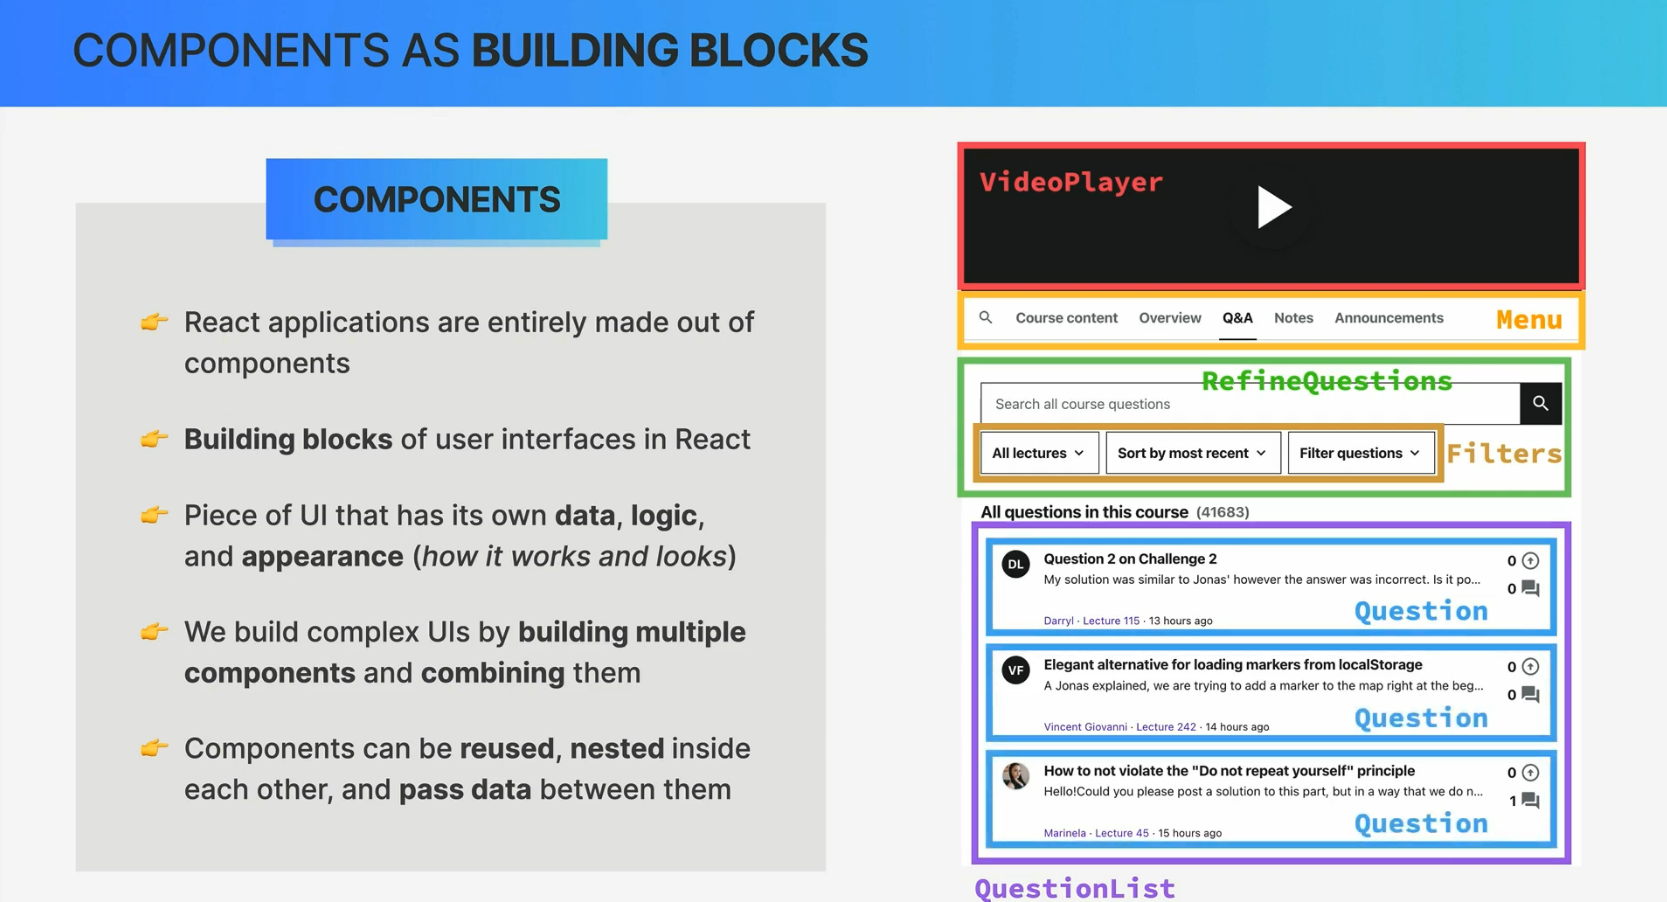 COMPONENTS AS BUILDING BLOCKS
COMPONENTS
React applications are entirely made out of
components
Building blocks of user interfaces in React
Piece of UI that has its own data, logic,
and appearance (how it works and looks)
We build complex UIs by building multiple
components and combining them
Components can be reused, nested inside
each other, and pass data between them
VideoPlayer
Course content Overview Q&A Notes Announcements Menu
RefineQuestions
Search all course questions
All lectures Sort by most recent Filter questions Filters
All questions in this course (41683)
DL Question 2 on Challenge 2 0
My solution was similar to Jonas' however the answer was incorrect. Is it po...
0
Question
Darryl · Lecture 115 · 13 hours ago
VF Elegant alternative for loading markers from localStorage 0
A Jonas explained, we are trying to add a marker to the map right at the beg...
0
Question
Vincent Giovanni · Lecture 242 · 14 hours ago
How to not violate the "Do not repeat yourself" principle 0
Hello!Could you please post a solution to this part, but in a way that we do n...
1
Question
Marinela · Lecture 45 · 15 hours ago
QuestionList